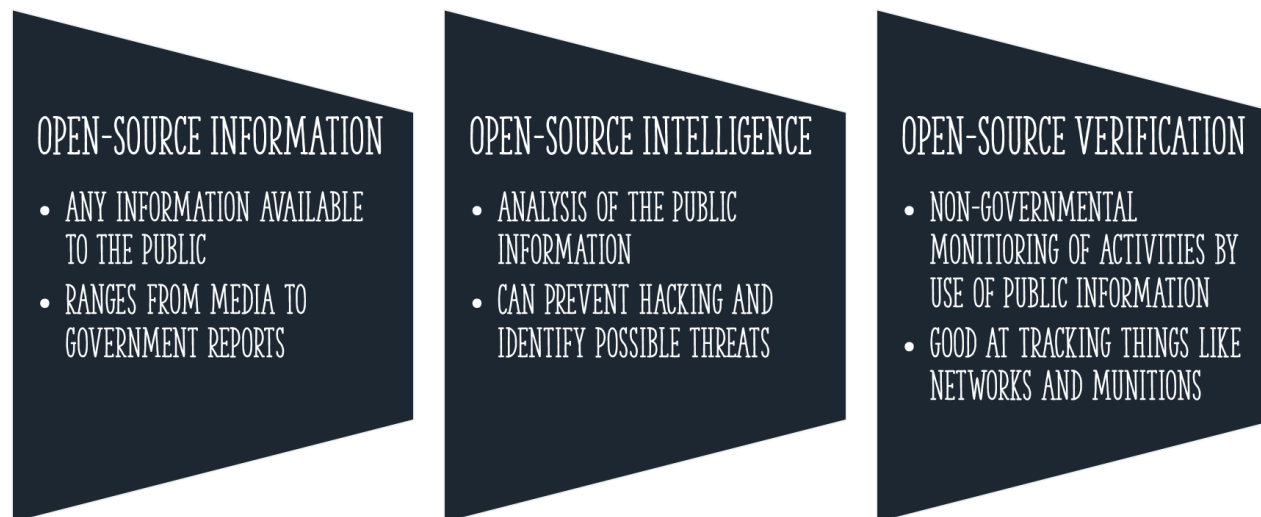 OPEN-SOURCE INFORMATION
• ANY INFORMATION AVAILABLE
TO THE PUBLIC
• RANGES FROM MEDIA TO
GOVERNMENT REPORTS
OPEN-SOURCE INTELLIGENCE
• ANALYSIS OF THE PUBLIC
INFORMATION
• CAN PREVENT HACKING AND
IDENTIFY POSSIBLE THREATS
OPEN-SOURCE VERIFICATION
• NON-GOVERNMENTAL
MONITIORING OF ACTIVITIES BY
USE OF PUBLIC INFORMATION
• GOOD AT TRACKING THINGS LIKE
NETWORKS AND MUNITIONS